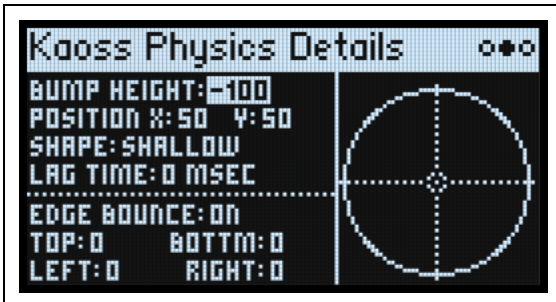 Kaoss Physics Details
BUMP HEIGHT:-100
POSITION X:50 Y:50
SHAPE:SHALLOW
LAG TIME:0 MSEC
EDGE BOUNCE:ON
TOP:0 BOTTM:0
LEFT:0 RIGHT:0